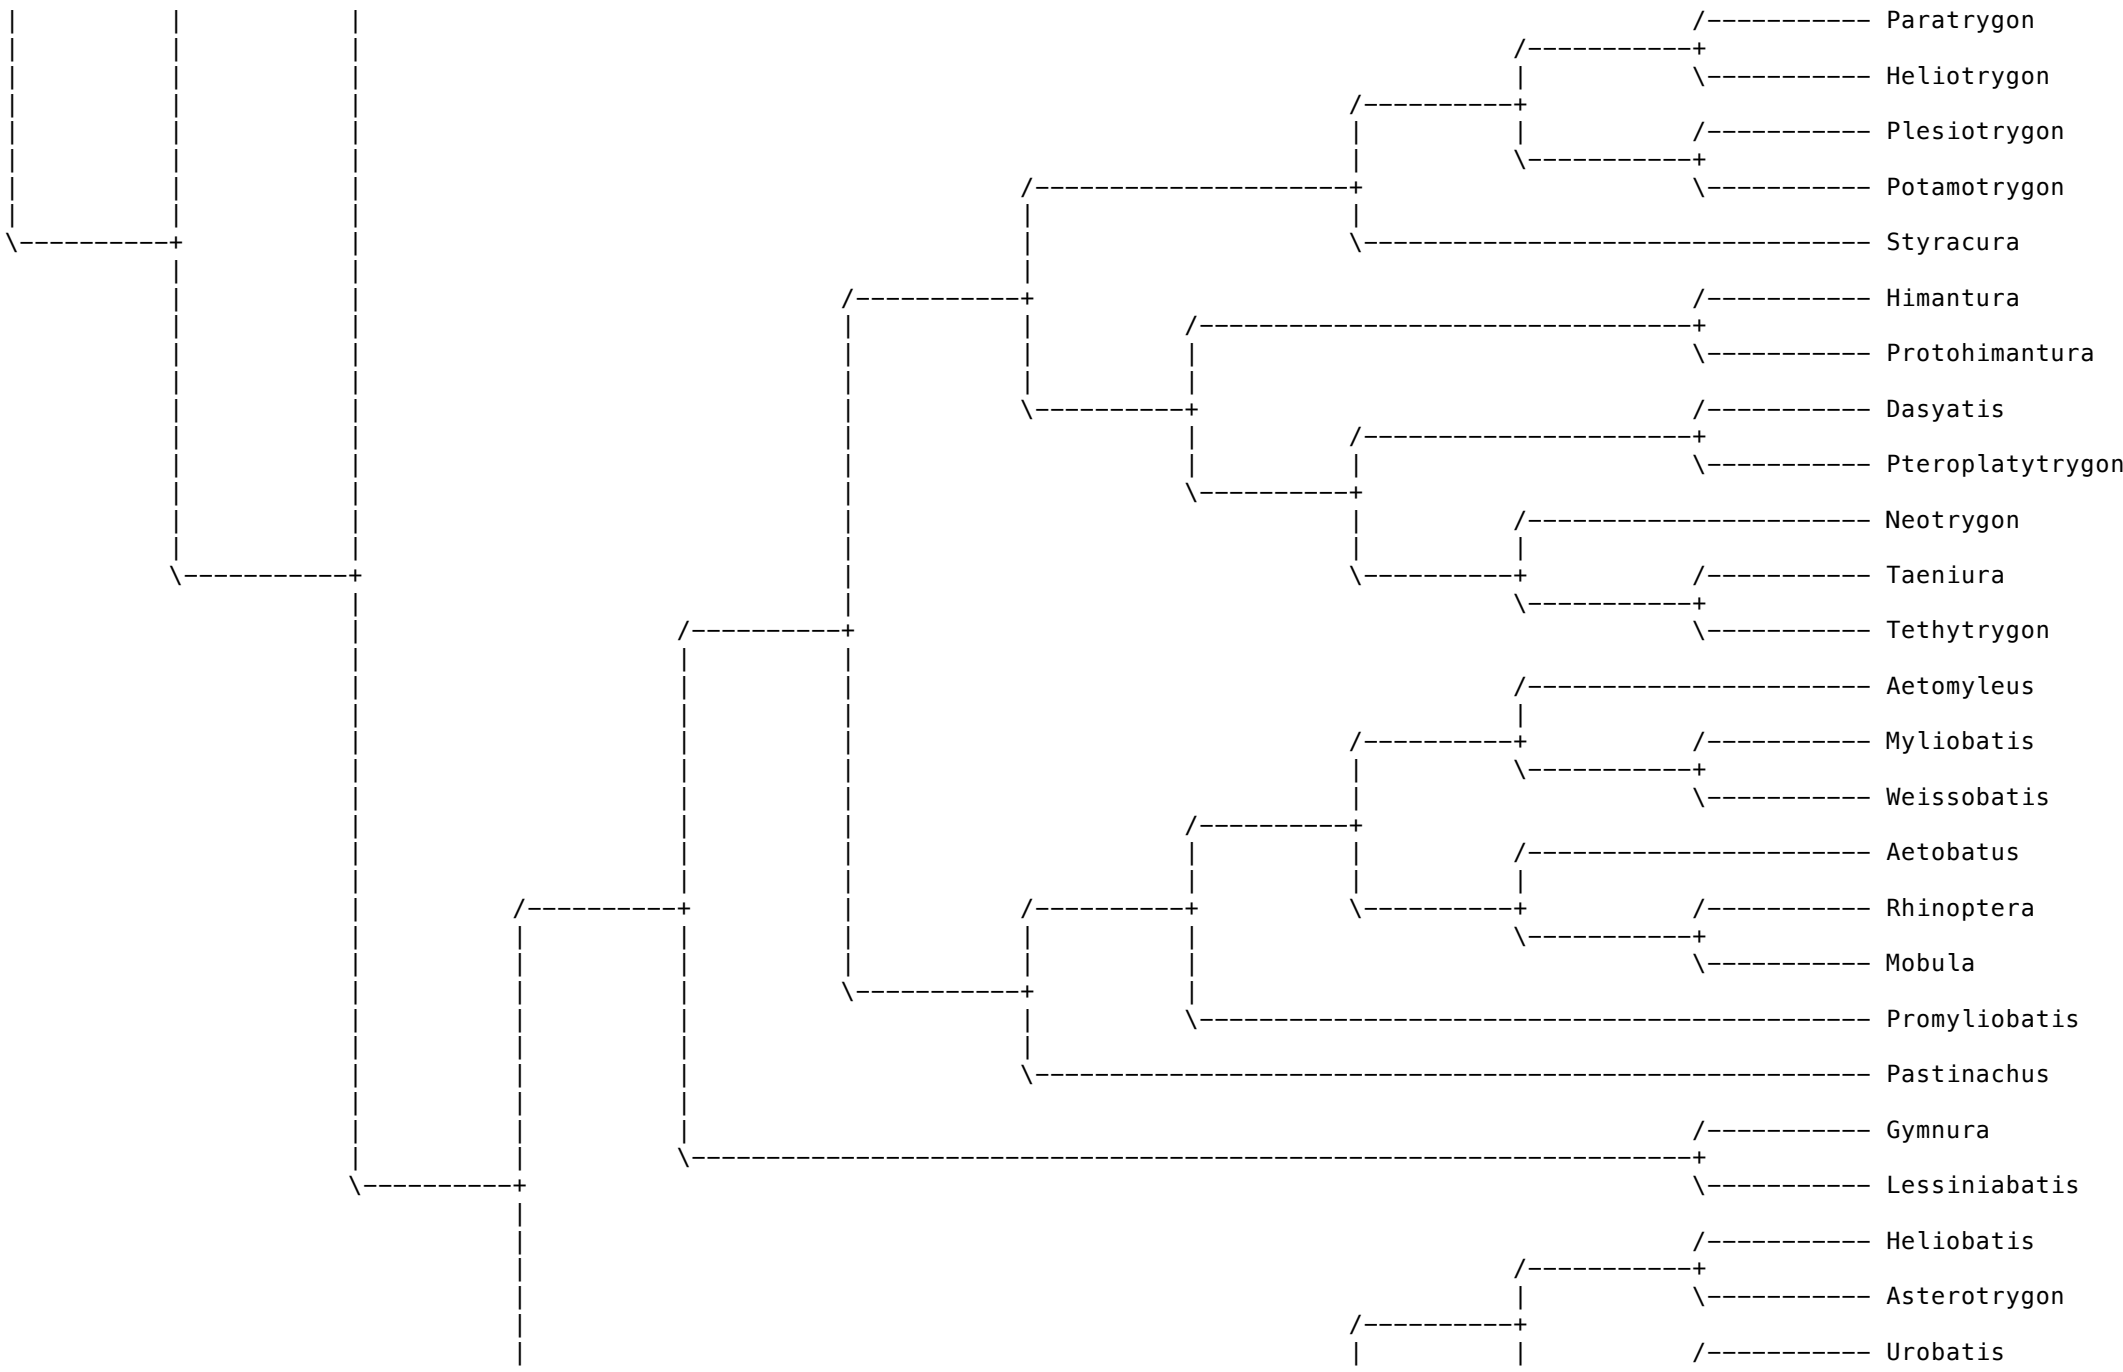 Paratrygon
Heliotrygon
Plesiotrygon
Potamotrygon
Styracura
Himantura
Protohimantura
Dasyatis
Pteroplatytrygon
Neotrygon
Taeniura
Tethytrygon
Aetomyleus
Myliobatis
Weissobatis
Aetobatus
Rhinoptera
Mobula
Promyliobatis
Pastinachus
Gymnura
Lessiniabatis
Heliobatis
Asterotrygon
Urobatis